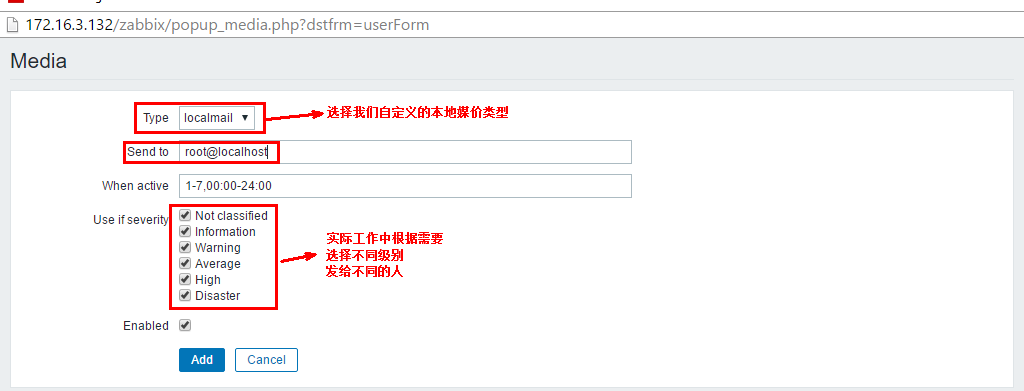 172.16.3.132/zabbix/popup_media.php?dstfrm=userForm
Media
Type localmail 选择我们自定义的本地媒价类型
Send to root@localhost
When active 1-7,00:00-24:00
Use if severity Not classified
Information
Warning
Average
High
Disaster
实际工作中根据需要
选择不同级别
发给不同的人
Enabled
Add Cancel